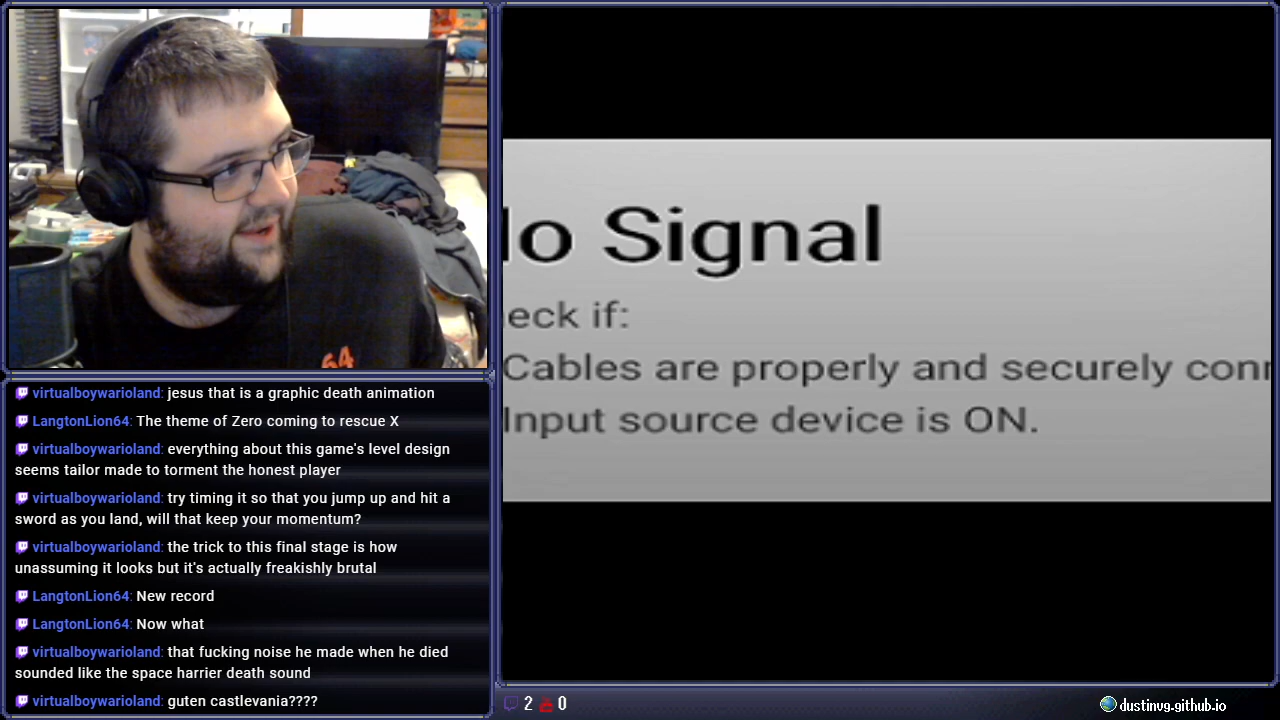 64
virtualboywarioland: jesus that is a graphic death animation
LangtonLion64: The theme of Zero coming to rescue X
virtualboywarioland: everything about this game's level design
seems tailor made to torment the honest player
virtualboywarioland: try timing it so that you jump up and hit a
sword as you land, will that keep your momentum?
virtualboywarioland: the trick to this final stage is how
unassuming it looks but it's actually freakishly brutal
LangtonLion64: New record
LangtonLion64: Now what
virtualboywarioland: that fucking noise he made when he died
sounded like the space harrier death sound
virtualboywarioland: guten castlevania????
lo Signal
eck if:
Cables are properly and securely conn
Input source device is ON.
2 0
dustinvg.github.io